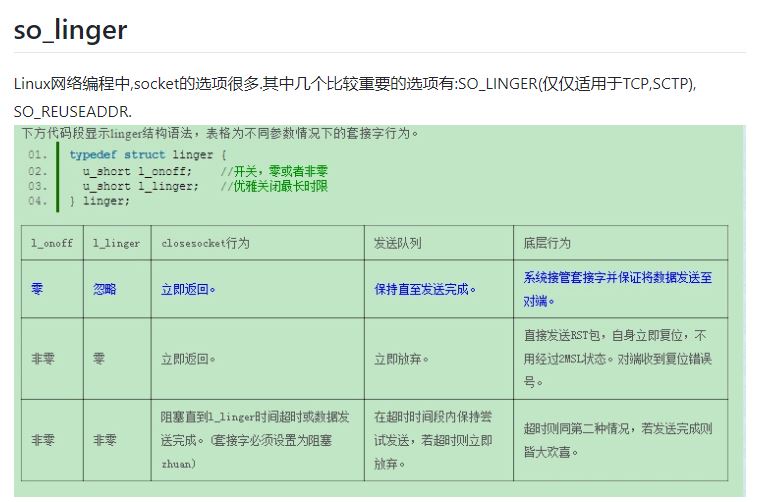 so_linger
Linux网络编程中,socket的选项很多.其中几个比较重要的选项有:SO_LINGER(仅仅适用于TCP,SCTP),
SO_REUSEADDR.
下方代码段显示linger结构语法，表格为不同参数情况下的套接字行为。
01. typedef struct linger {
02. u_short l_onoff; //开关，零或者非零
03. u_short l_linger; //优雅关闭最长时限
04. } linger;
l_onoff l_linger closesocket行为 发送队列 底层行为
零 忽略 立即返回。 保持直至发送完成。 系统接管套接字并保证将数据发送至
对端。
非零 零 立即返回。 立即放弃。 直接发送RST包，自身立即复位，不
用经过2MSL状态。对端收到复位错误
号。
非零 非零 阻塞直到l_linger时间超时或数据发
送完成。(套接字必须设置为阻塞
zhuan) 在超时时间段内保持尝
试发送，若超时则立即
放弃。 超时则同第二种情况，若发送完成则
皆大欢喜。